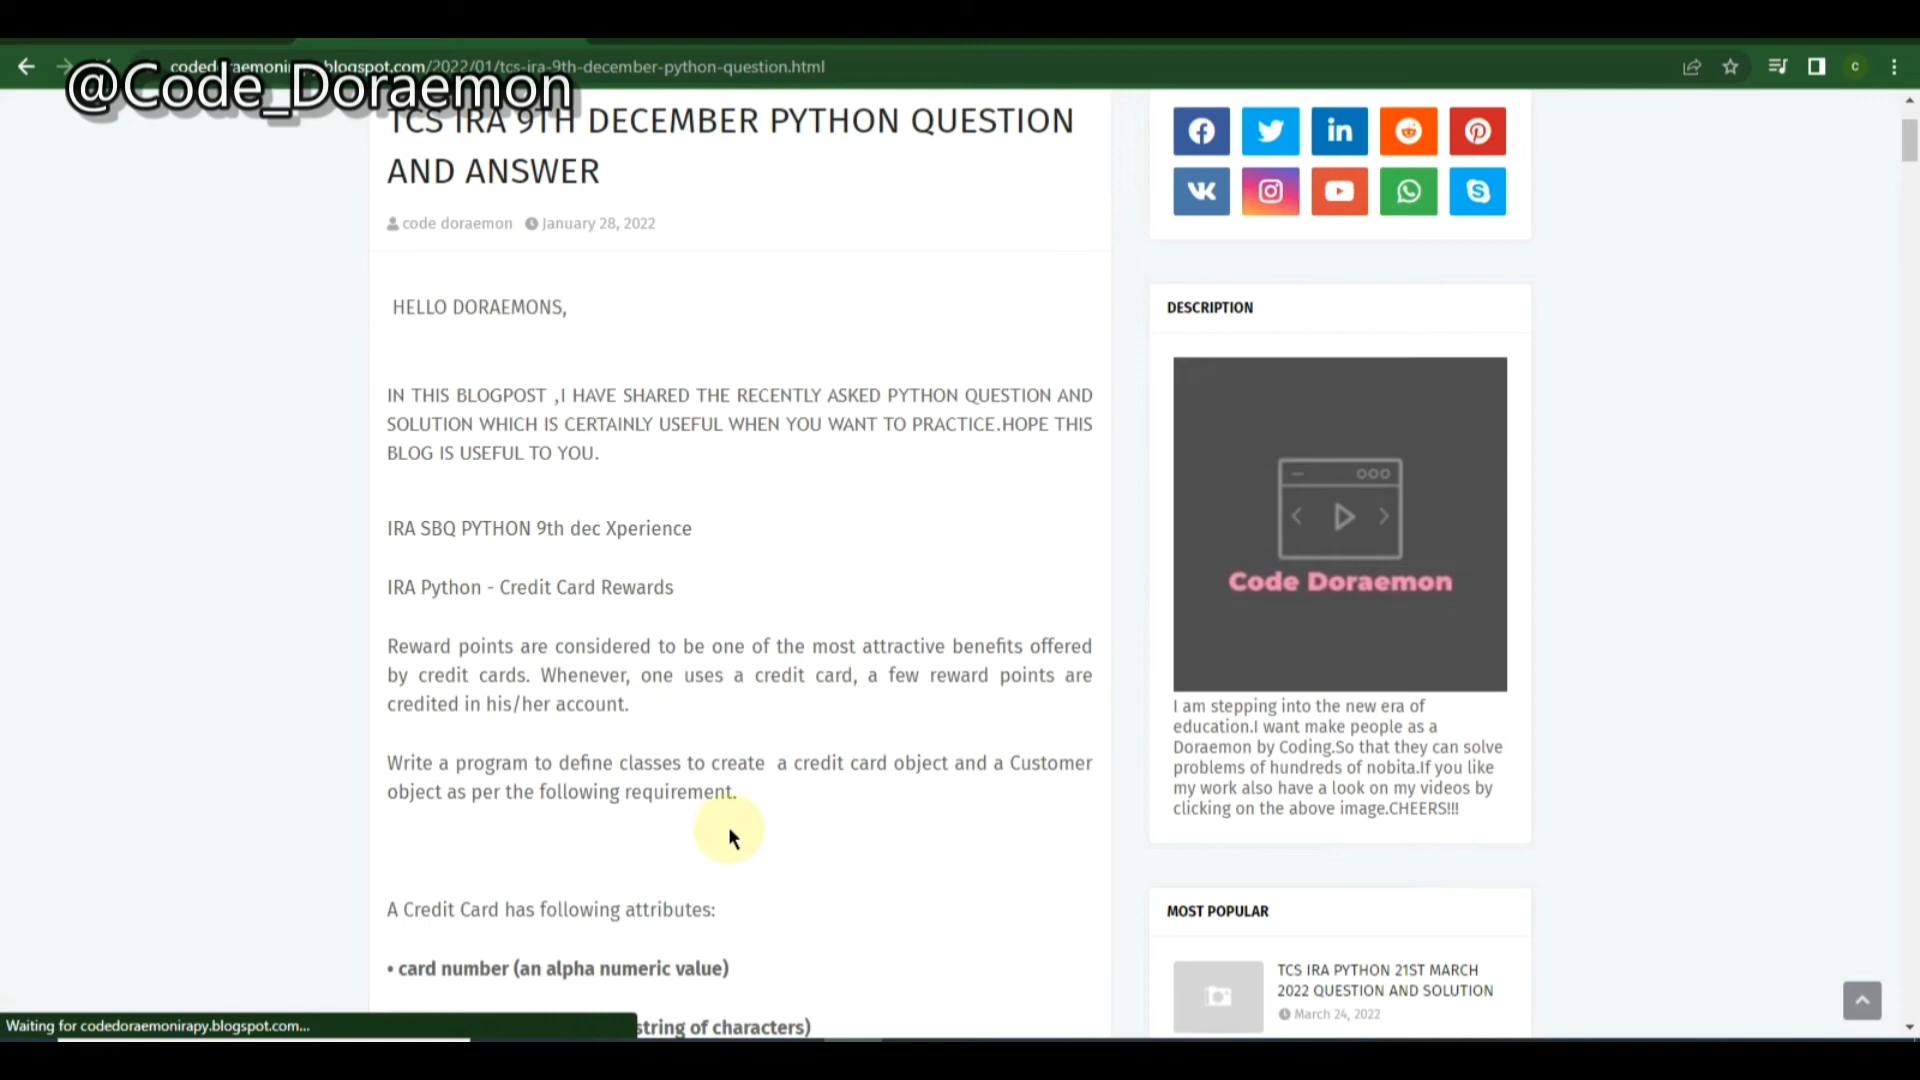 @Code_Doraemon
blogspot.com/2022/01/tcs-ira-9th-december-python-question.html
TCS IRA 9TH DECEMBER PYTHON QUESTION
AND ANSWER
code doraemon January 28, 2022
HELLO DORAEMONS,
IN THIS BLOGPOST ,I HAVE SHARED THE RECENTLY ASKED PYTHON QUESTION AND
SOLUTION WHICH IS CERTAINLY USEFUL WHEN YOU WANT TO PRACTICE.HOPE THIS
BLOG IS USEFUL TO YOU.
IRA SBQ PYTHON 9th dec Xperience
IRA Python - Credit Card Rewards
Reward points are considered to be one of the most attractive benefits offered
by credit cards. Whenever, one uses a credit card, a few reward points are
credited in his/her account.
Write a program to define classes to create a credit card object and a Customer
object as per the following requirement.
A Credit Card has following attributes:
• card number (an alpha numeric value)
string of characters)
Waiting for codedoraemonirapy.blogspot.com...
DESCRIPTION
Code Doraemon
I am stepping into the new era of
education.I want make people as a
Doraemon by Coding.So that they can solve
problems of hundreds of nobita.If you like
my work also have a look on my videos by
clicking on the above image.CHEERS!!!
MOST POPULAR
TCS IRA PYTHON 21ST MARCH
2022 QUESTION AND SOLUTION
March 24, 2022